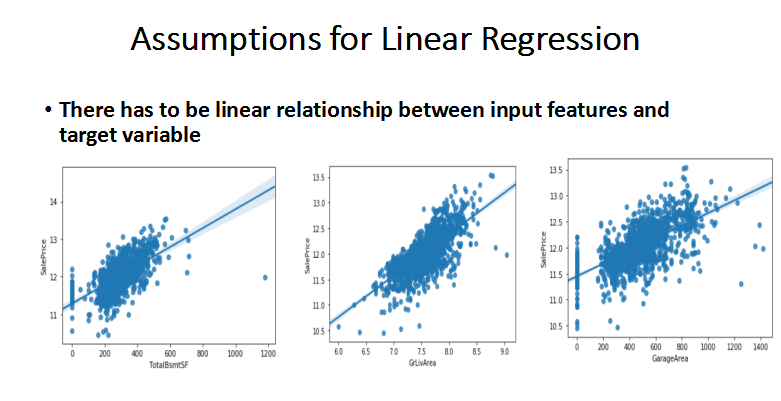 Assumptions for Linear Regression
• There has to be linear relationship between input features and
target variable
14
13
12
11
SalePrice
0 200 400 600 800 1000 1200
TotalBsmtSF
13.5
13.0
12.5
12.0
11.5
11.0
10.5
SalePrice
6.0 6.5 7.0 7.5 8.0 8.5 9.0
GrLivArea
13.5
13.0
12.5
12.0
11.5
11.0
10.5
SalePrice
0 200 400 600 800 1000 1200 1400
GarageArea